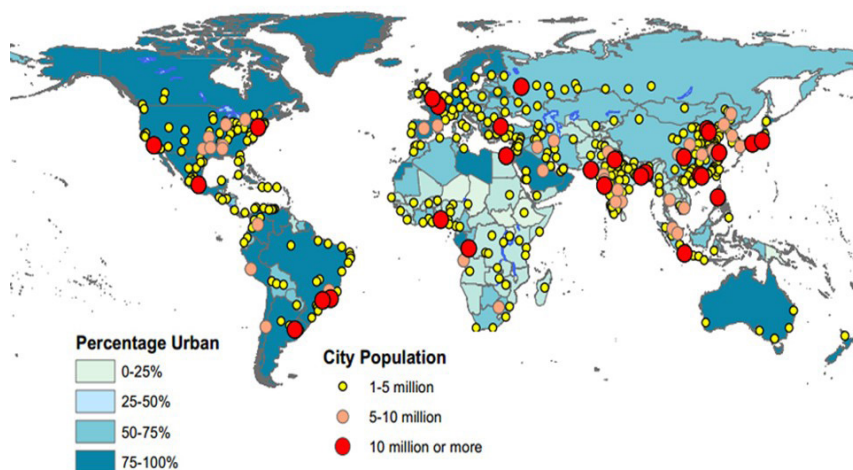 Percentage Urban
0-25%
25-50%
50-75%
75-100%
City Population
1-5 million
5-10 million
10 million or more